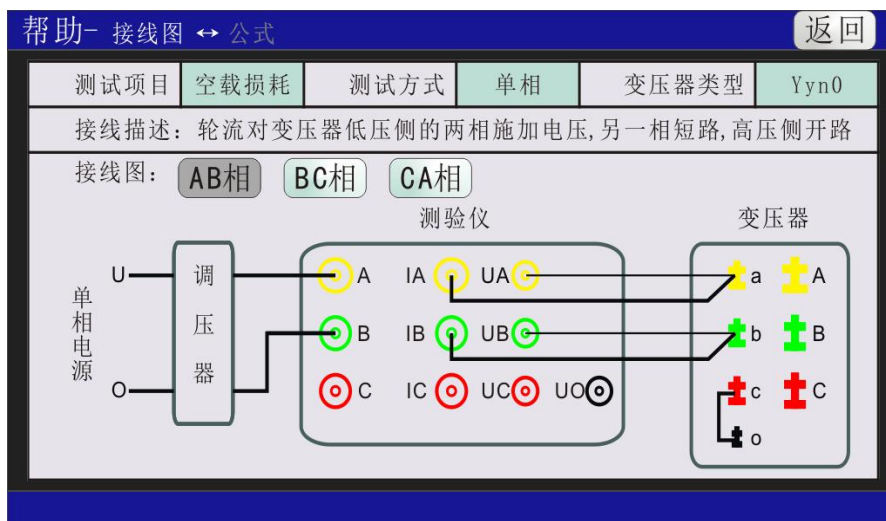 帮助- 接线图 ↔ 公式 返回
测试项目 空载损耗 测试方式 单相 变压器类型 Yyn0
接线描述: 轮流对变压器低压侧的两相施加电压,另一相短路,高压侧开路
接线图: AB相 BC相 CA相
测验仪 变压器
单相电源
U
O
调压器
A IA UA a A
B IB UB b B
C IC UC UO c C
o